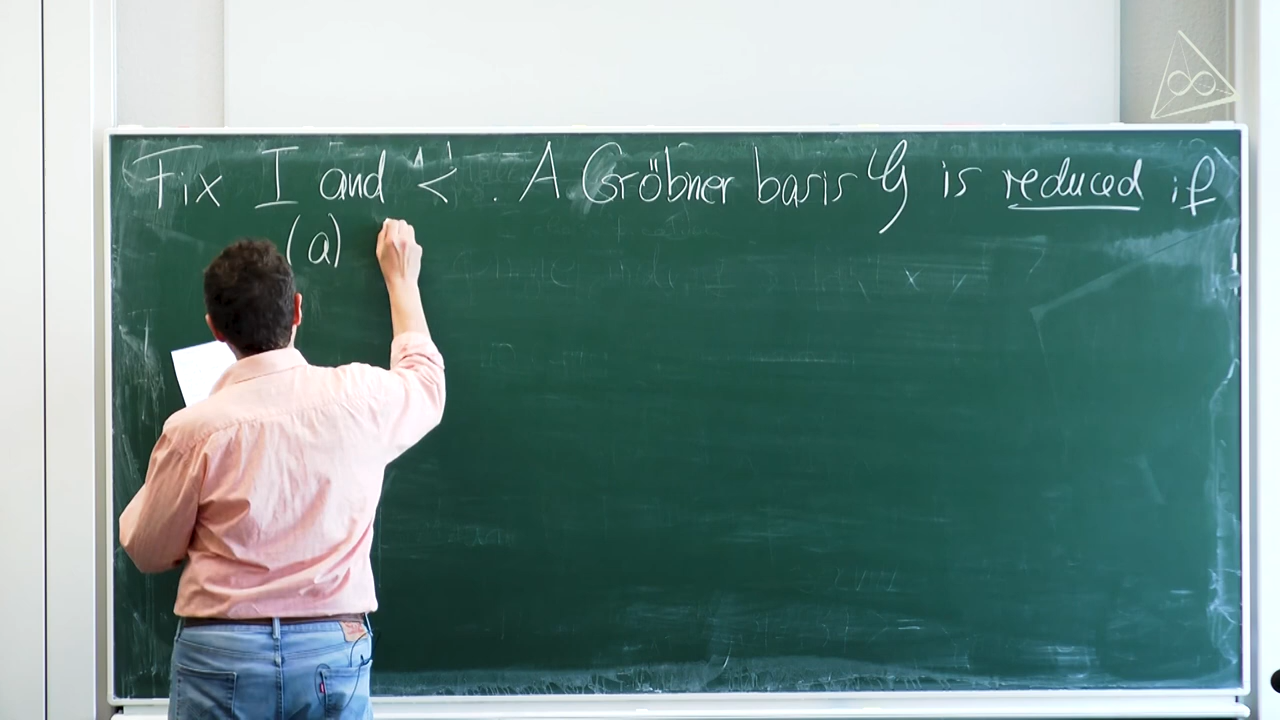 Fix I and < . A Gröbner basis G is reduced if
(a)